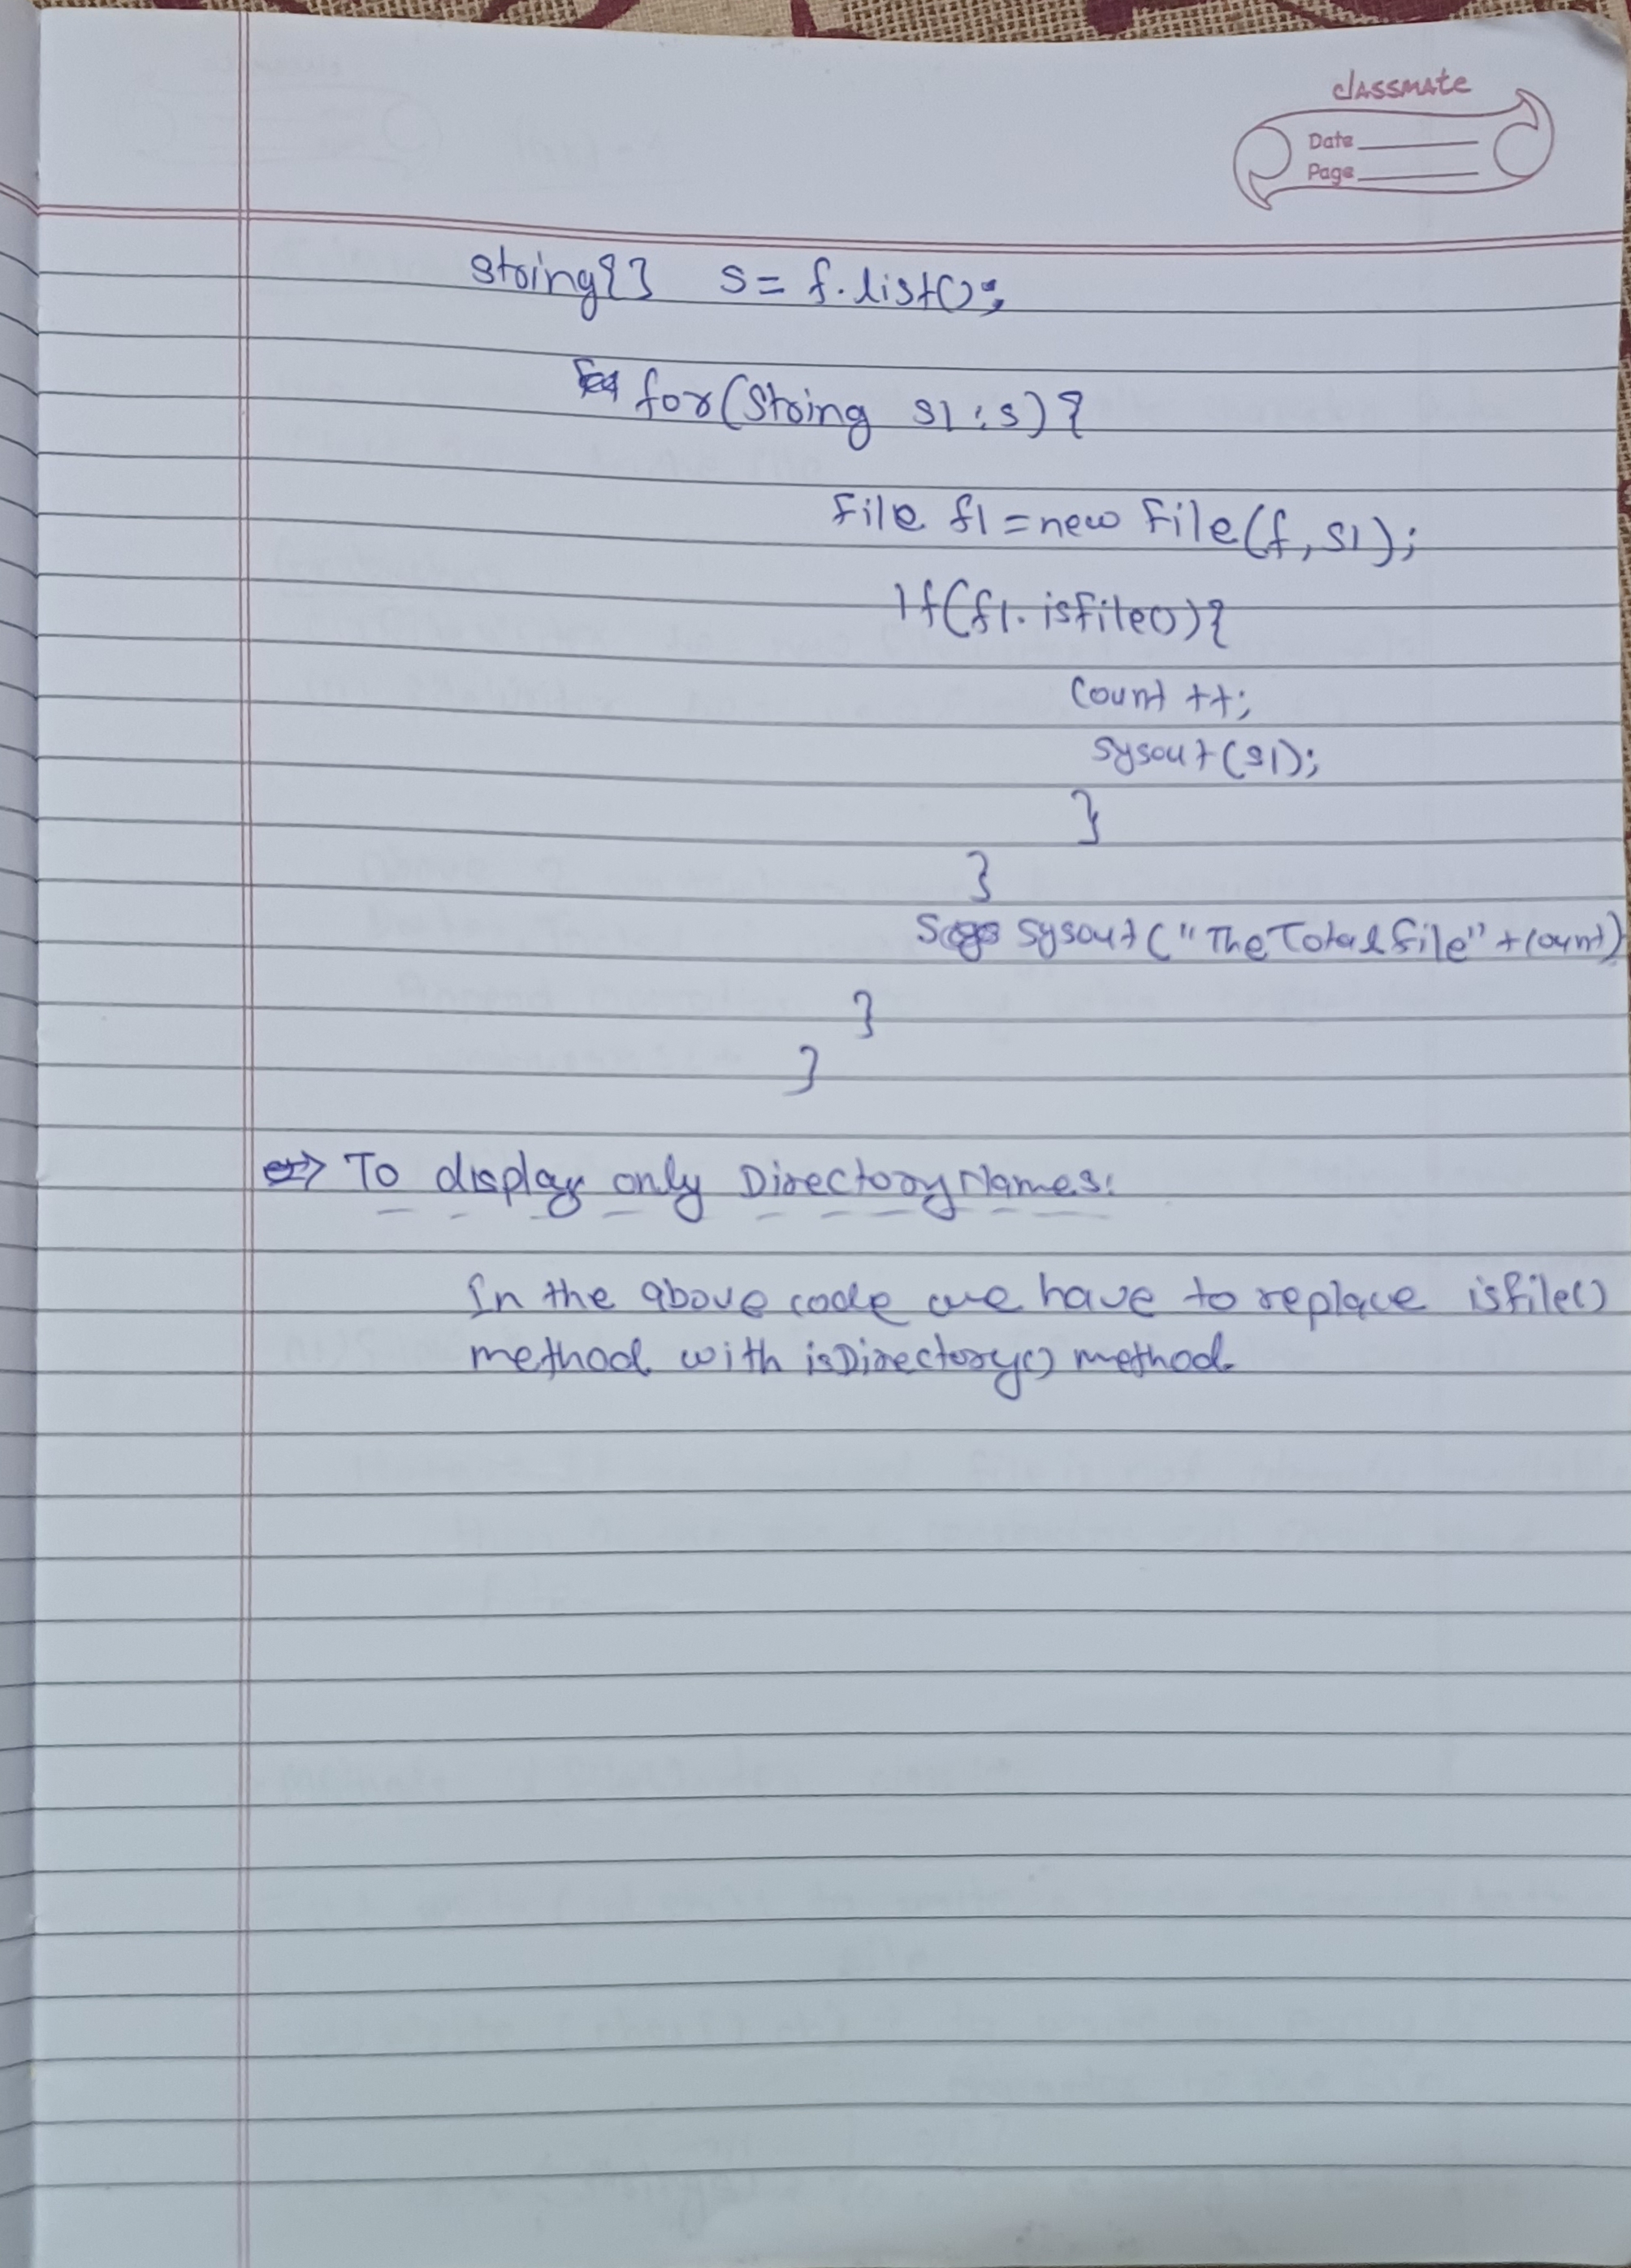 classmate
Date
Page
string{} s = f.list();
for(String s1 : s) {
File f1 = new File(f, s1);
If(f1.isfile()) {
Count ++;
Sysout(s1);
}
}
Sysout("The Total file" + count)
}
}
=> To display only Directory Names:
In the above code we have to replace isfile()
method with isDirectory() method